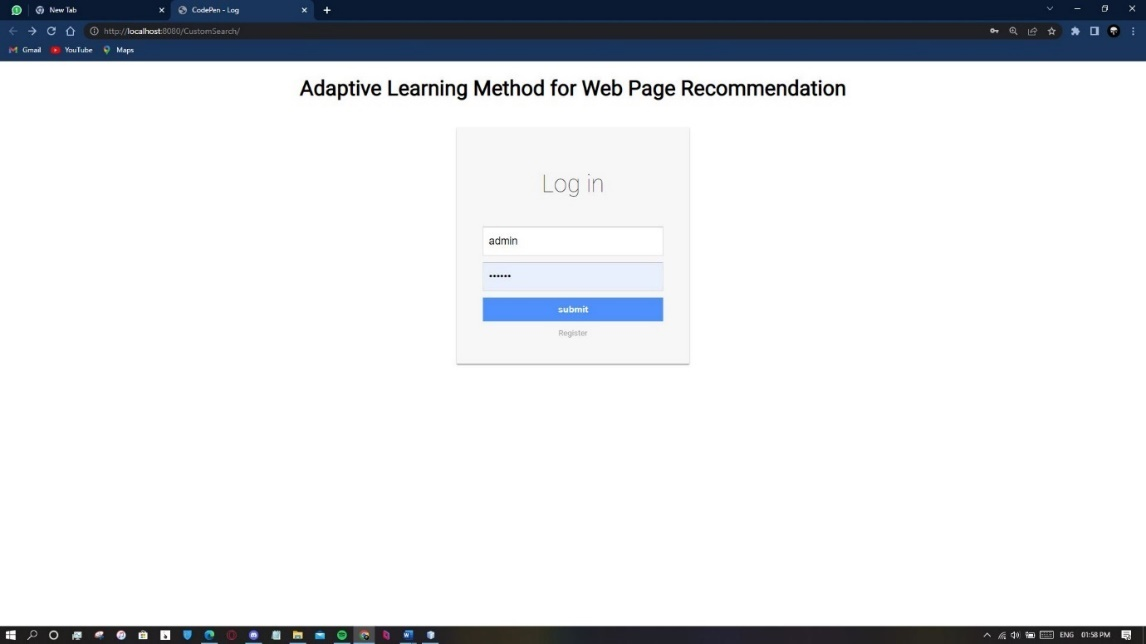 New Tab
CodePen - Log
http://localhost:8080/CustomSearch/
Gmail
YouTube
Maps
Adaptive Learning Method for Web Page Recommendation
Log in
admin
••••••
submit
Register
ENG
01:58 PM